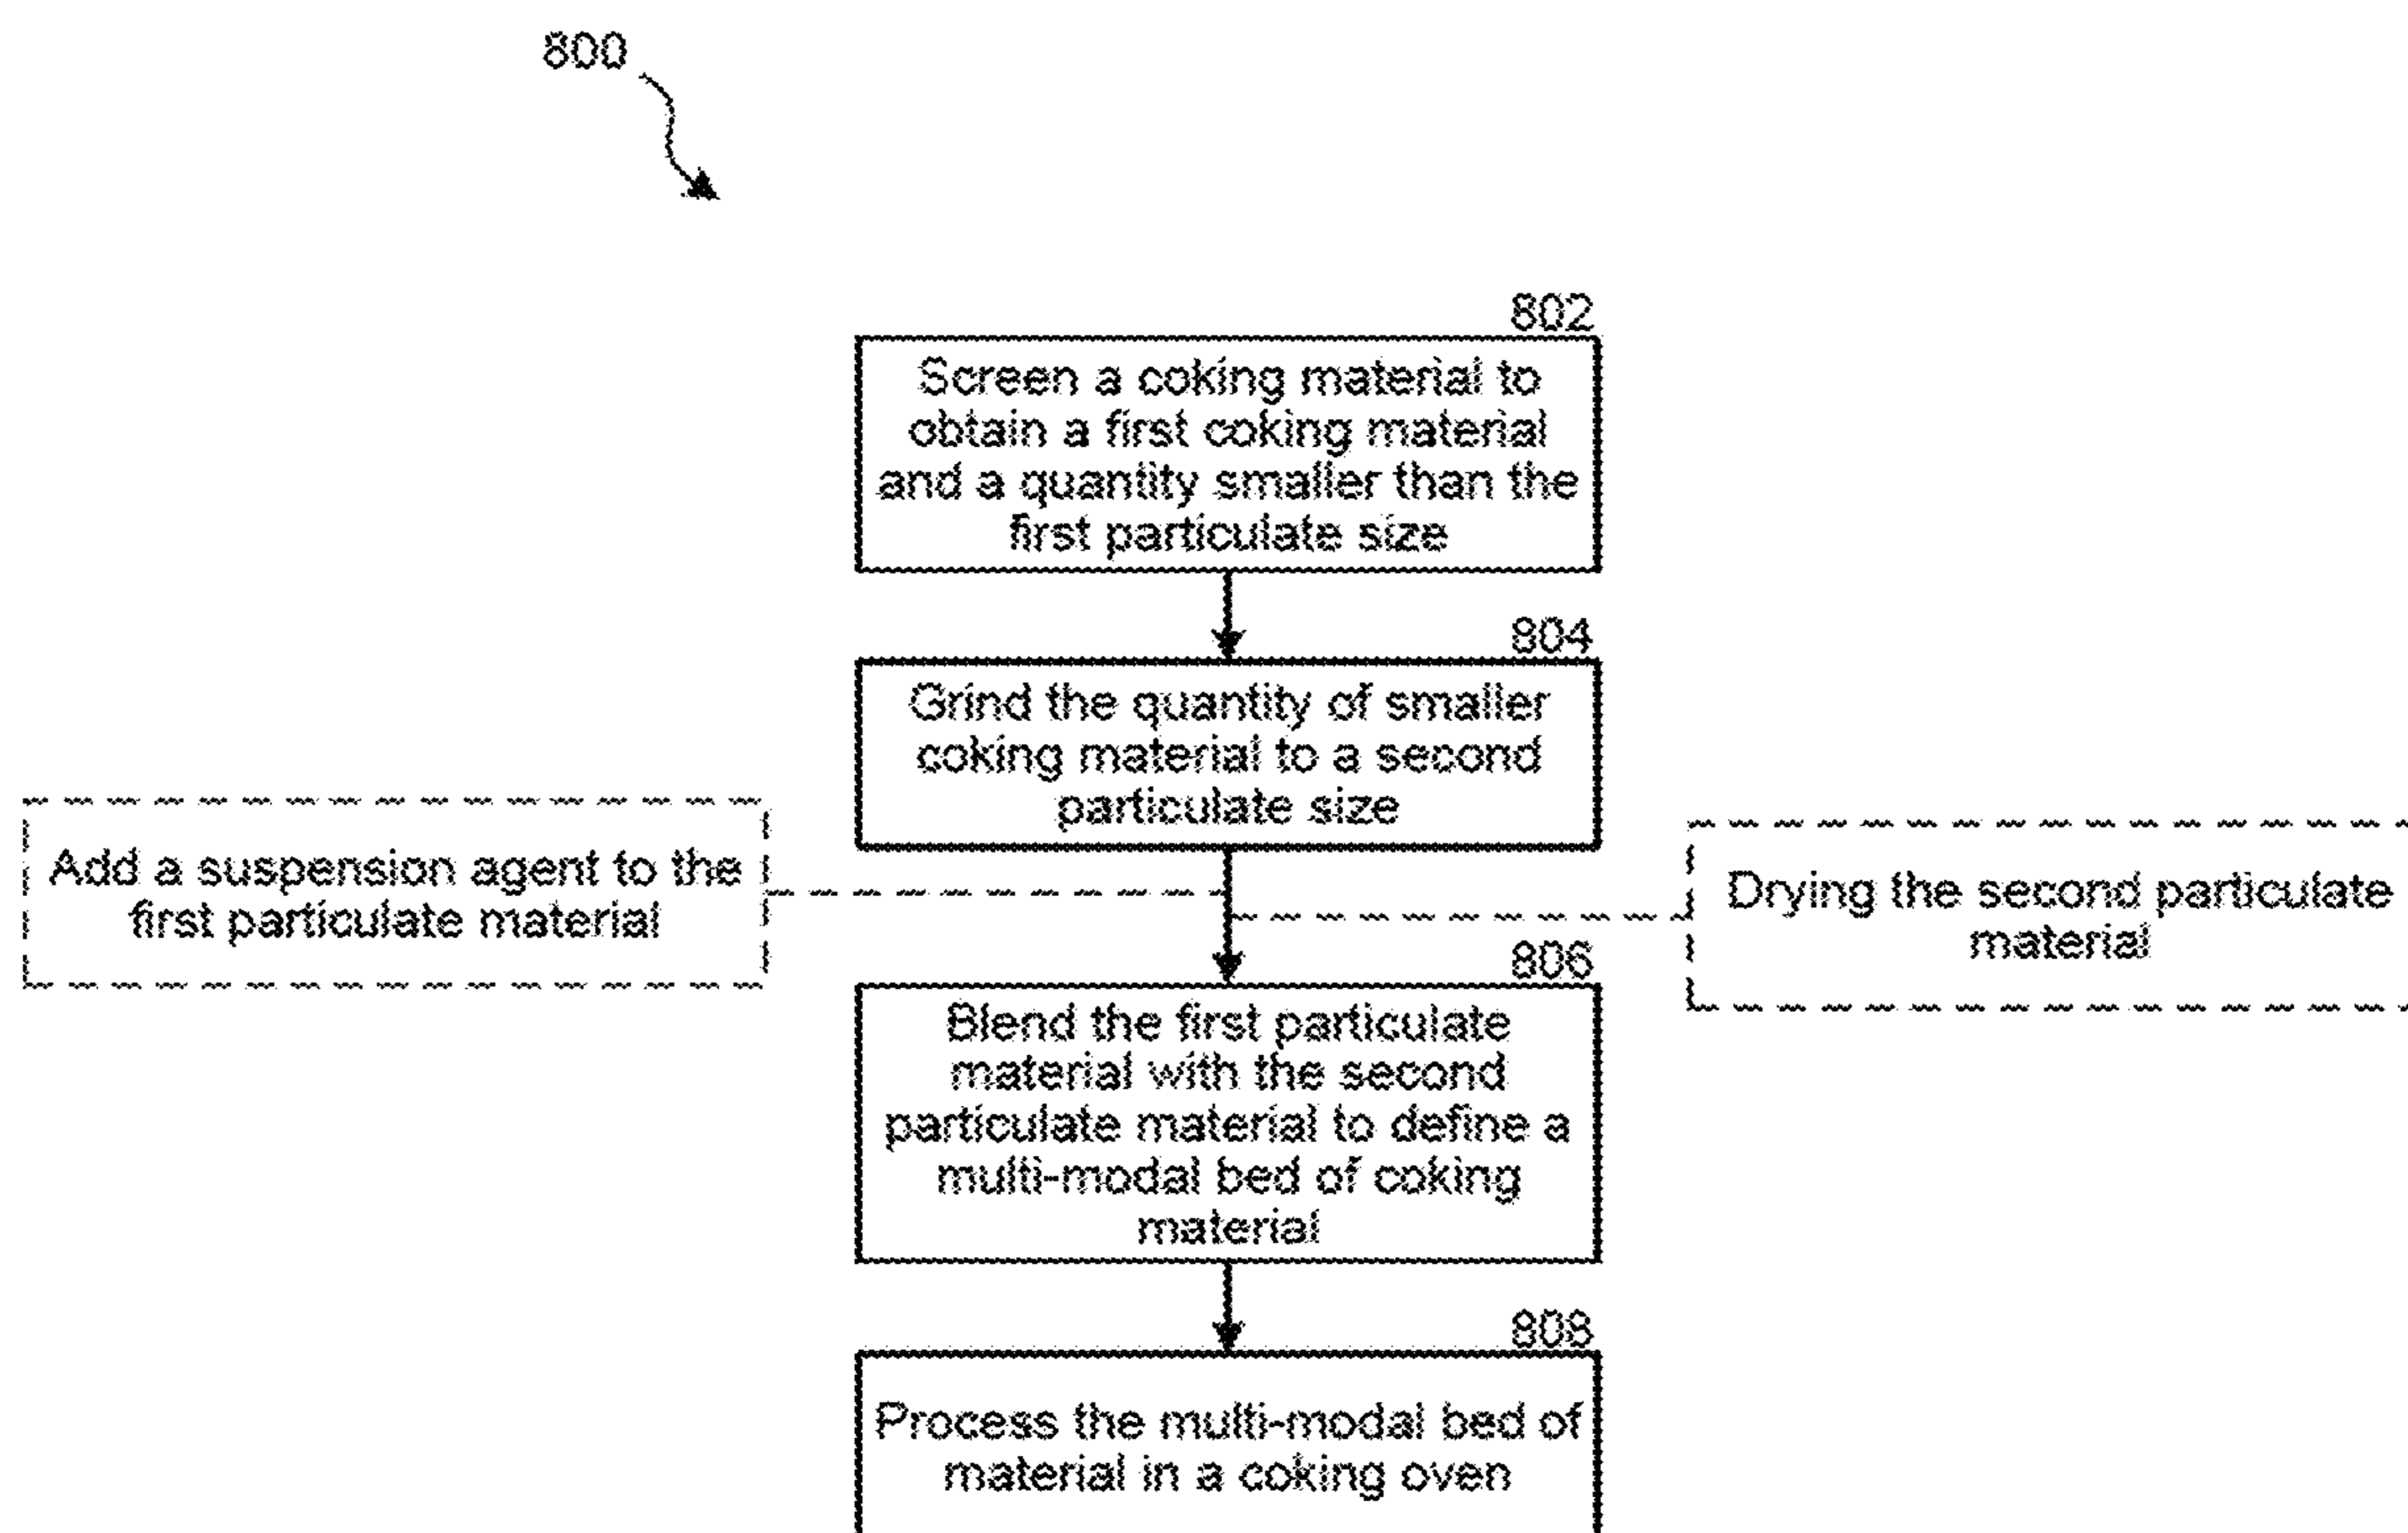 800
802
Screen a coking material to
obtain a first coking material
and a quantity smaller than the
first particulate size
804
Grind the quantity of smaller
coking material to a second
particulate size
Add a suspension agent to the
first particulate material
Drying the second particulate
material
806
Blend the first particulate
material with the second
particulate material to define a
multi-modal bed of coking
material
808
Process the multi-modal bed of
material in a coking oven